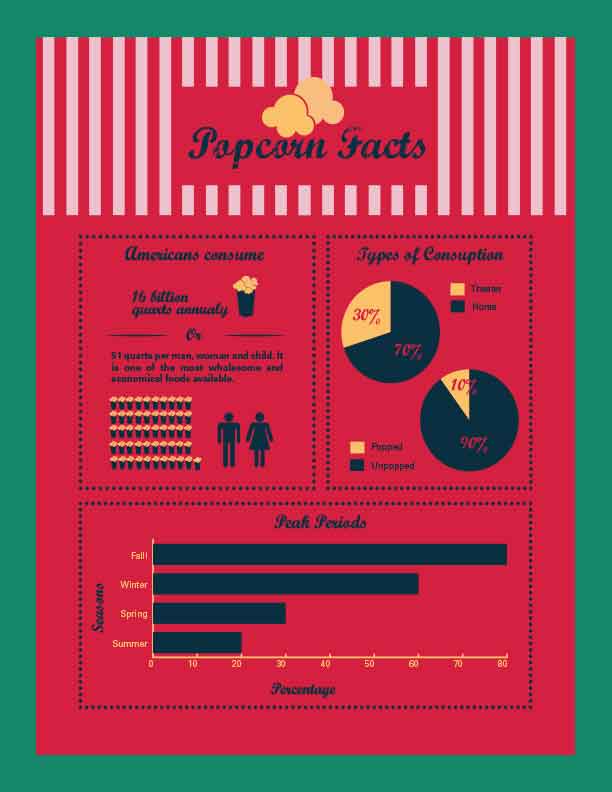 Popcorn Facts
Americans consume
16 billion
quarts annualy
Or
51 quarts per man, woman and child. It
is one of the most wholesome and
economical foods available.
Types of Consuption
Theater
Home
30%
70%
10%
90%
Popped
Unpopped
Peak Periods
Seasons
Fall
Winter
Spring
Summer
0 10 20 30 40 50 60 70 80
Percentage